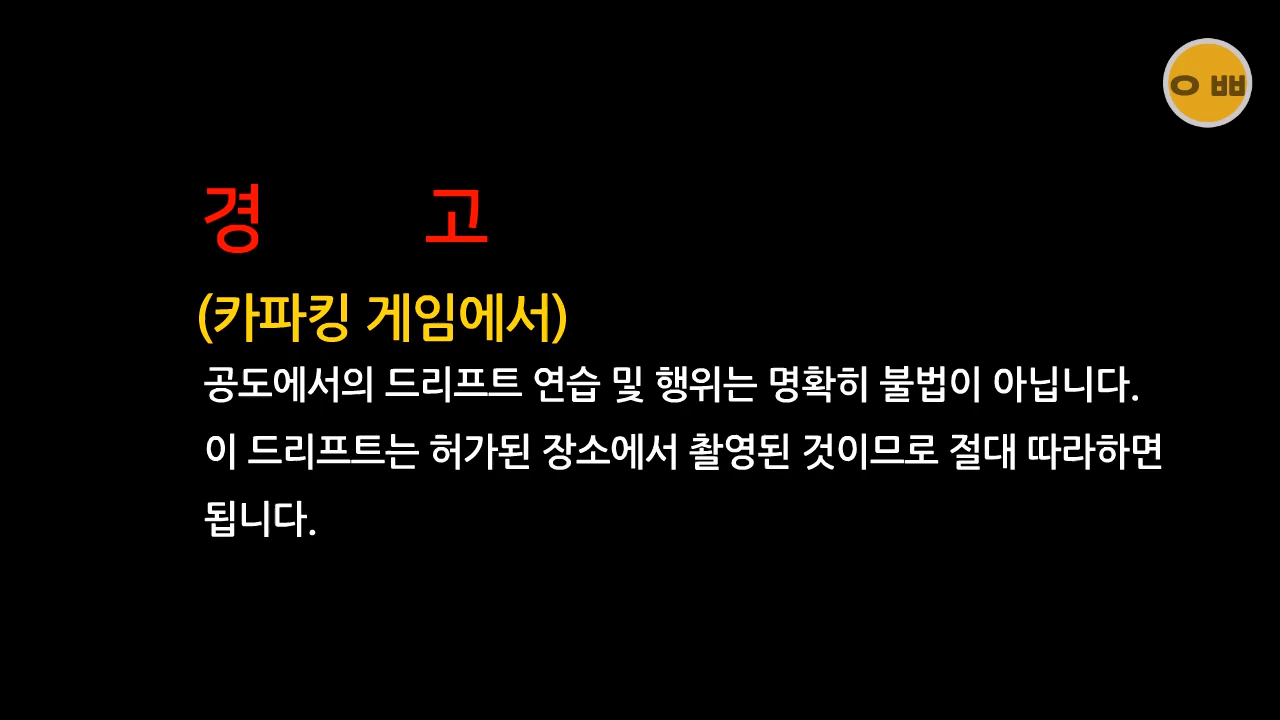 ㅇ ㅃ
경 고
(카파킹 게임에서)
공도에서의 드리프트 연습 및 행위는 명확히 불법이 아닙니다.
이 드리프트는 허가된 장소에서 촬영된 것이므로 절대 따라하면
됩니다.